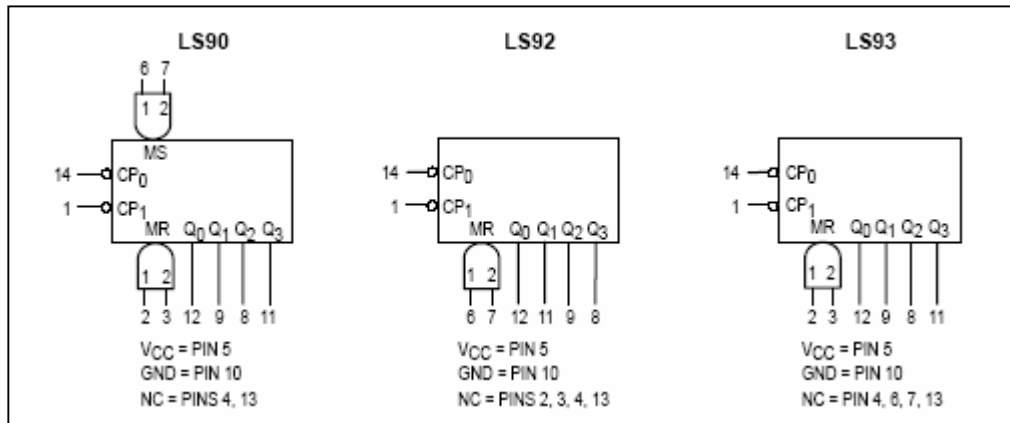 LS90
6 7
1 2
MS
14 CP0
1 CP1
MR Q0 Q1 Q2 Q3
1 2
2 3 12 9 8 11
VCC = PIN 5
GND = PIN 10
NC = PINS 4, 13
LS92
14 CP0
1 CP1
MR Q0 Q1 Q2 Q3
1 2
6 7 12 11 9 8
VCC = PIN 5
GND = PIN 10
NC = PINS 2, 3, 4, 13
LS93
14 CP0
1 CP1
MR Q0 Q1 Q2 Q3
1 2
2 3 12 9 8 11
VCC = PIN 5
GND = PIN 10
NC = PIN 4, 6, 7, 13